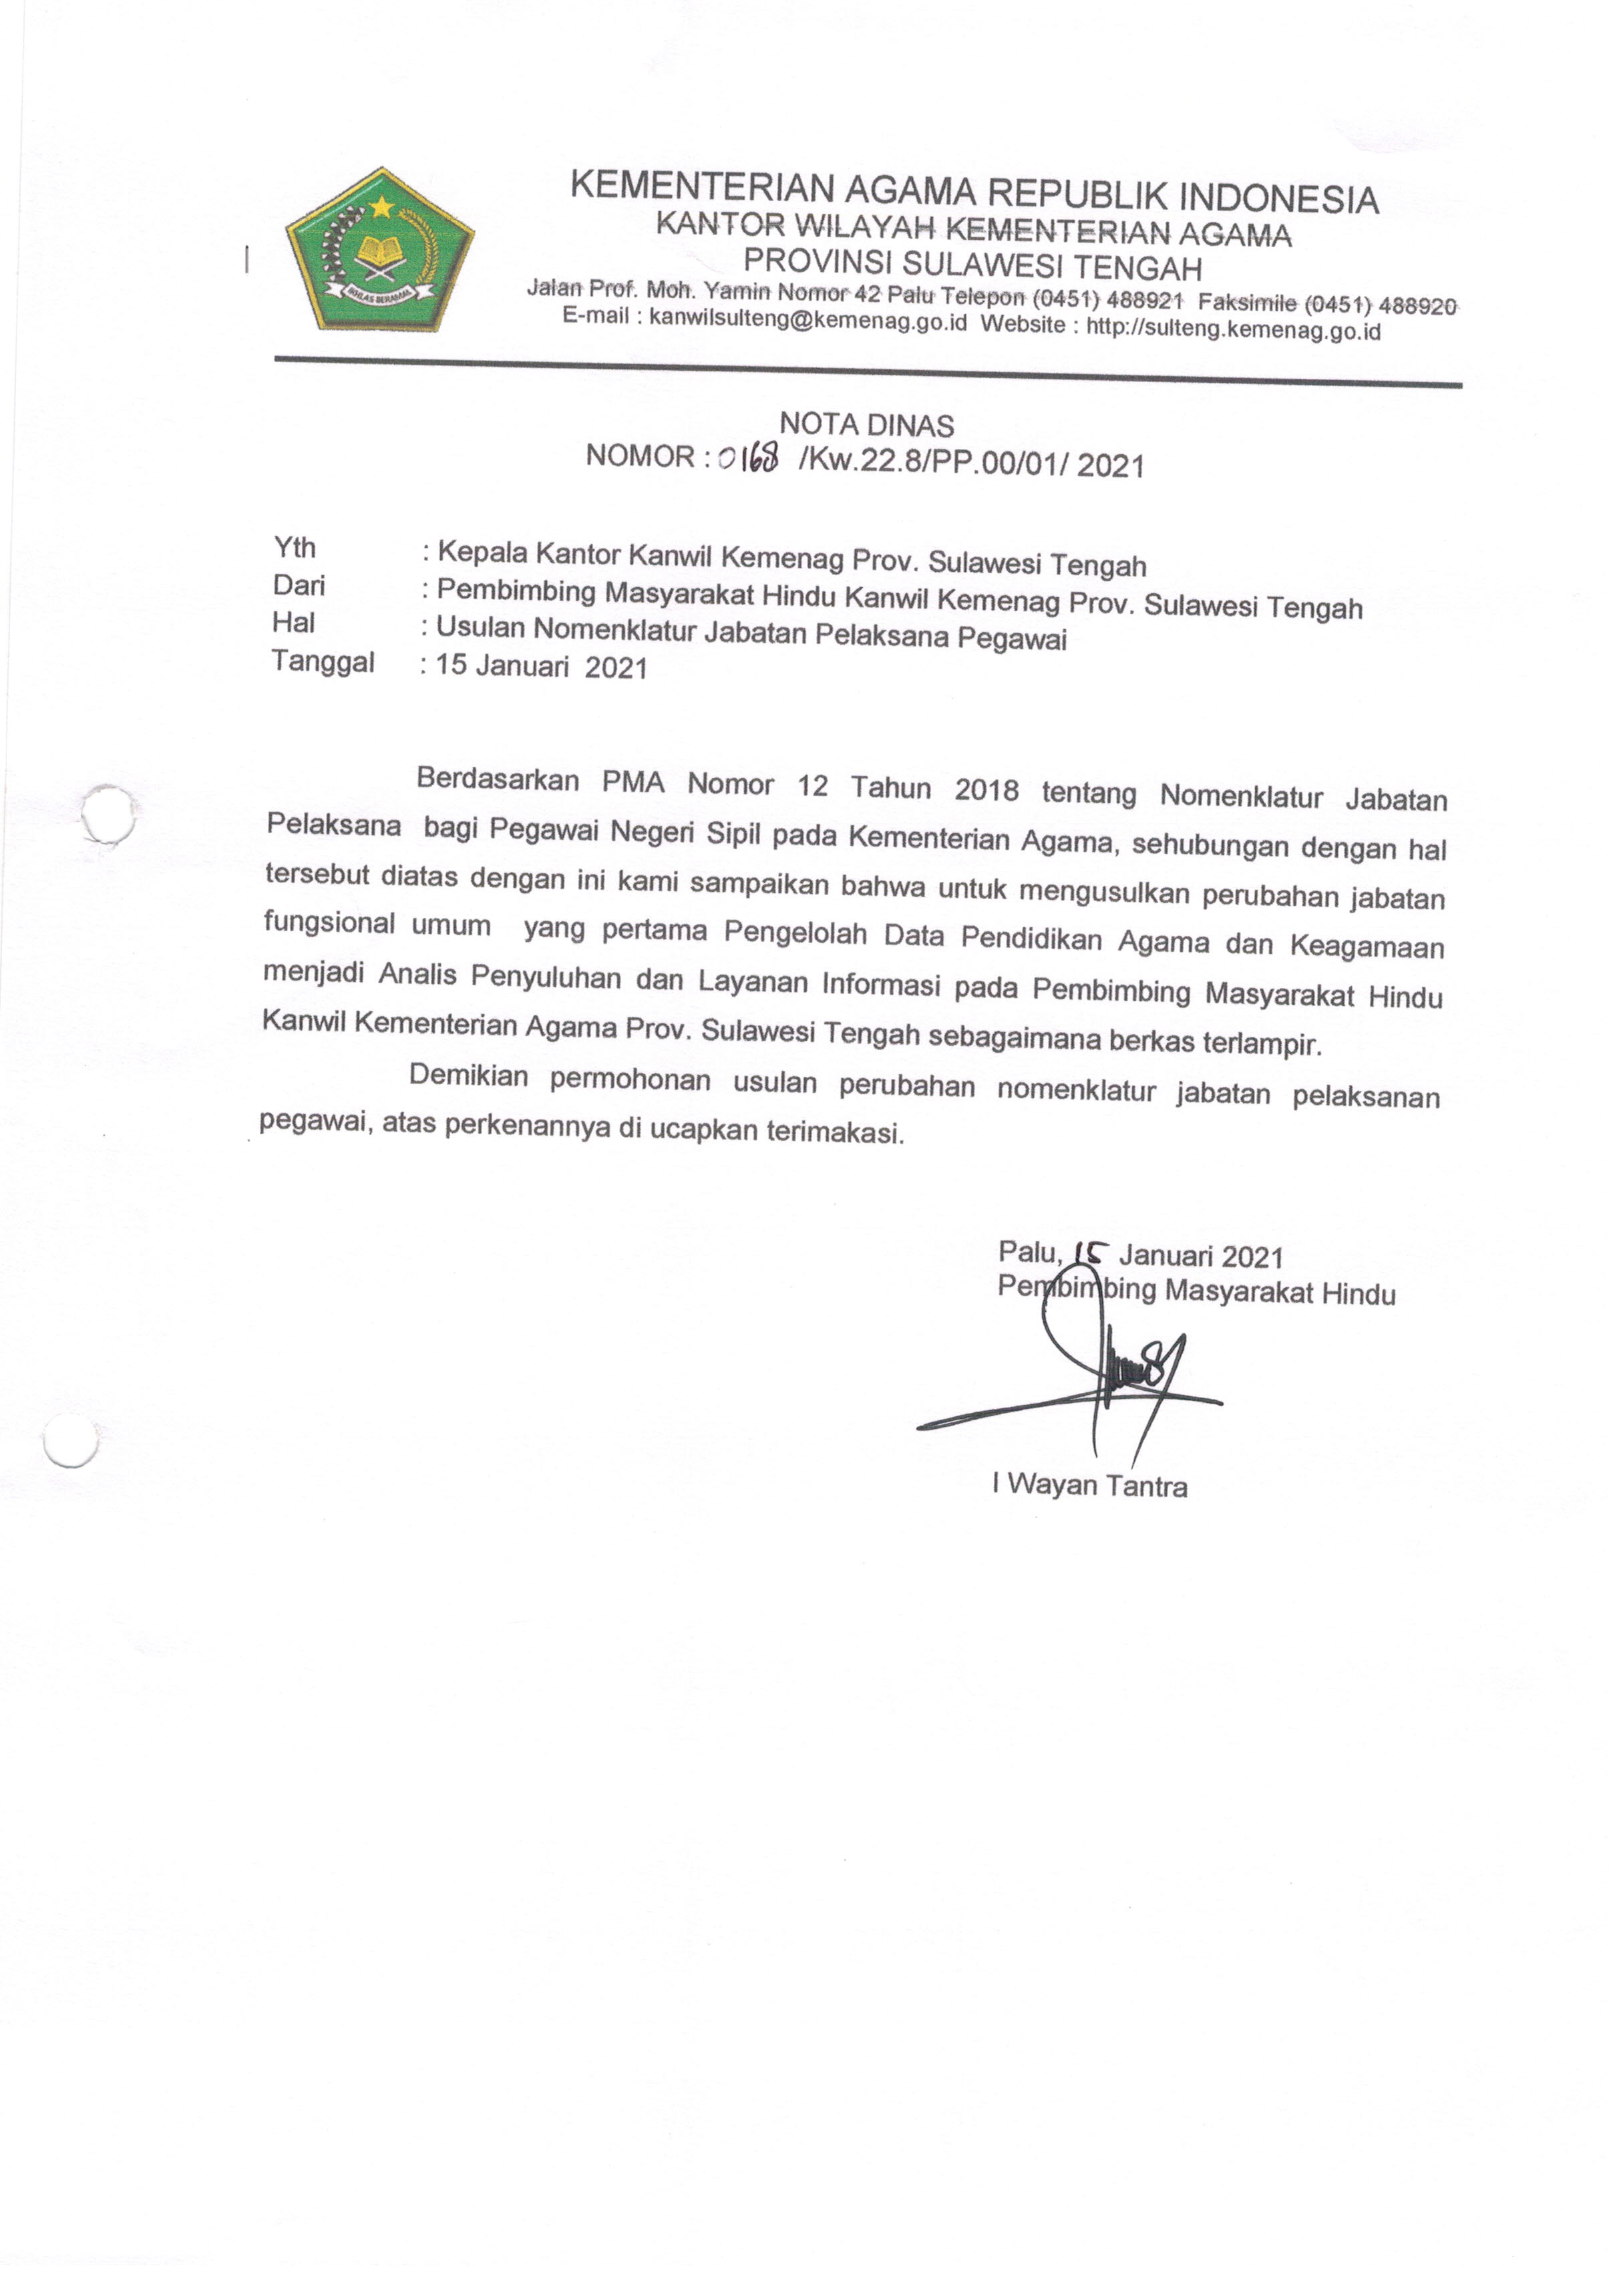 IKHLAS BERAMAL
KEMENTERIAN AGAMA REPUBLIK INDONESIA
KANTOR WILAYAH KEMENTERIAN AGAMA
PROVINSI SULAWESI TENGAH
Jalan Prof. Moh. Yamin Nomor 42 Palu Telepon (0451) 488921 Faksimile (0451) 488920
E-mail : kanwilsulteng@kemenag.go.id Website : http://sulteng.kemenag.go.id
NOTA DINAS
NOMOR : 0168 /Kw.22.8/PP.00/01/ 2021
Yth : Kepala Kantor Kanwil Kemenag Prov. Sulawesi Tengah
Dari : Pembimbing Masyarakat Hindu Kanwil Kemenag Prov. Sulawesi Tengah
Hal : Usulan Nomenklatur Jabatan Pelaksana Pegawai
Tanggal : 15 Januari 2021
Berdasarkan PMA Nomor 12 Tahun 2018 tentang Nomenklatur Jabatan
Pelaksana bagi Pegawai Negeri Sipil pada Kementerian Agama, sehubungan dengan hal
tersebut diatas dengan ini kami sampaikan bahwa untuk mengusulkan perubahan jabatan
fungsional umum yang pertama Pengelolah Data Pendidikan Agama dan Keagamaan
menjadi Analis Penyuluhan dan Layanan Informasi pada Pembimbing Masyarakat Hindu
Kanwil Kementerian Agama Prov. Sulawesi Tengah sebagaimana berkas terlampir.
Demikian permohonan usulan perubahan nomenklatur jabatan pelaksanan
pegawai, atas perkenannya di ucapkan terimakasi.
Palu, 15 Januari 2021
Pembimbing Masyarakat Hindu
I Wayan Tantra